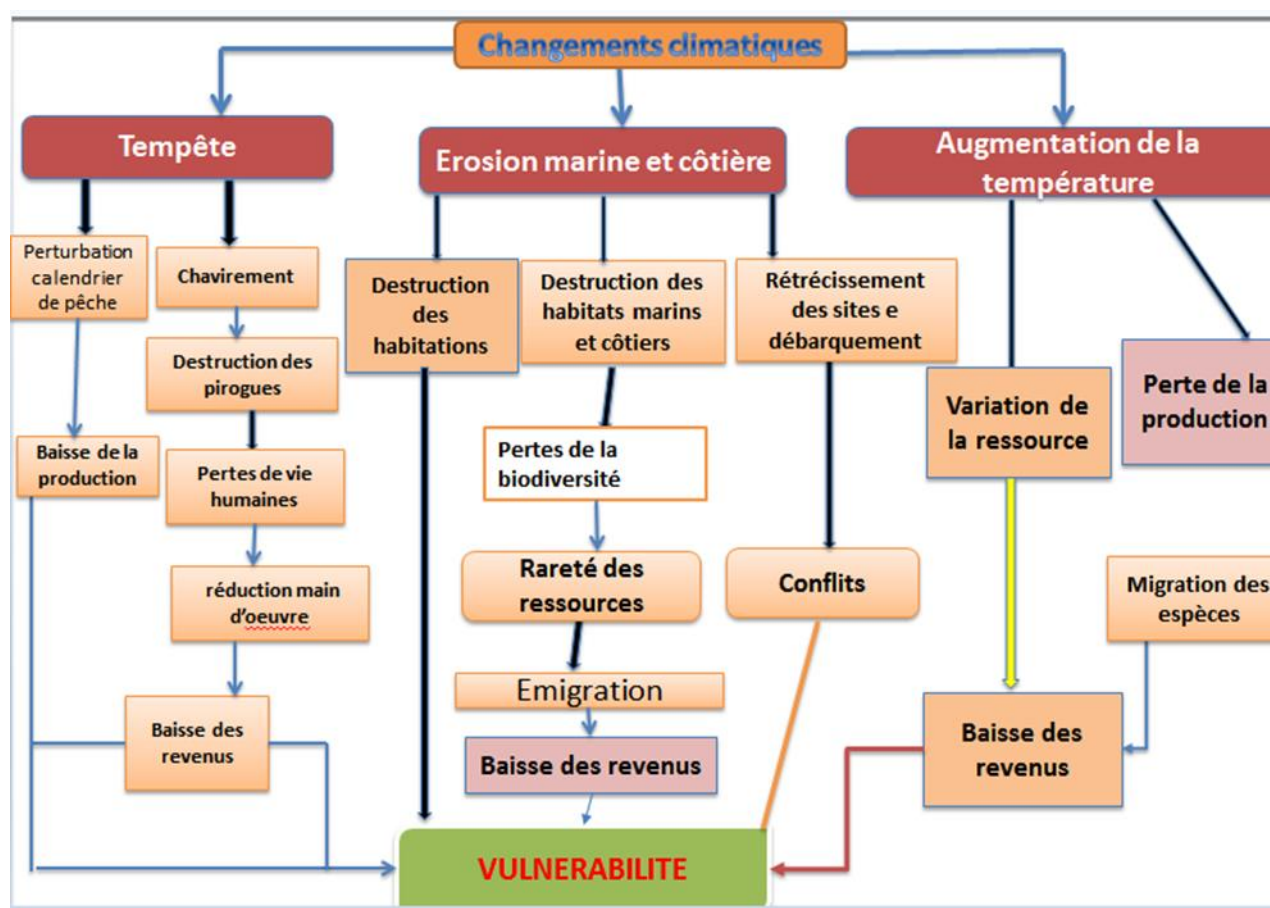 Changements climatiques
Tempête
Erosion marine et côtière
Augmentation de la
température
Perturbation
calendrier
de pêche
Chavirement
Destruction
des
habitations
Destruction des
habitats marins
et côtiers
Rétrécissement
des sites e
débarquement
Destruction des
pirogues
Variation de
la ressource
Perte de la
production
Baisse de la
production
Pertes de vie
humaines
Pertes de la
biodiversité
réduction main
d'oeuvre
Rareté des
ressources
Conflits
Migration des
espèces
Emigration
Baisse des
revenus
Baisse des revenus
Baisse des
revenus
VULNERABILITE